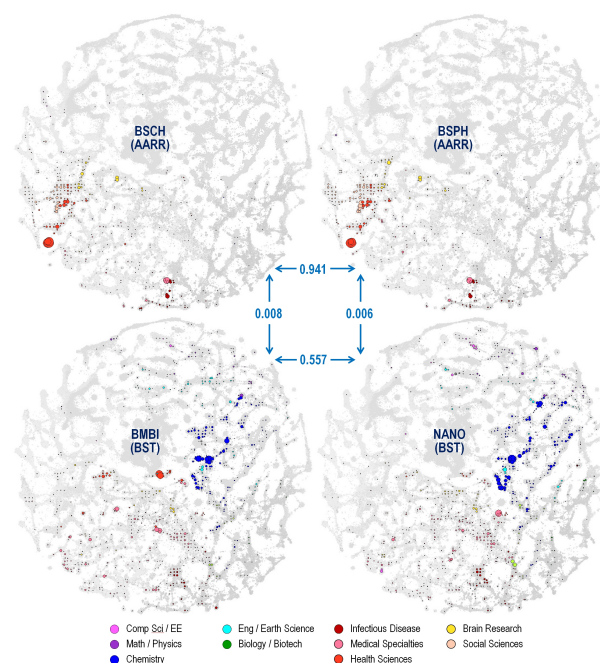 BSCH
(AARR)
BSPH
(AARR)
0.941
0.008
0.006
0.557
BMBI
(BST)
NANO
(BST)
Comp Sci / EE
Eng / Earth Science
Infectious Disease
Brain Research
Math / Physics
Biology / Biotech
Medical Specialties
Social Sciences
Chemistry
Health Sciences